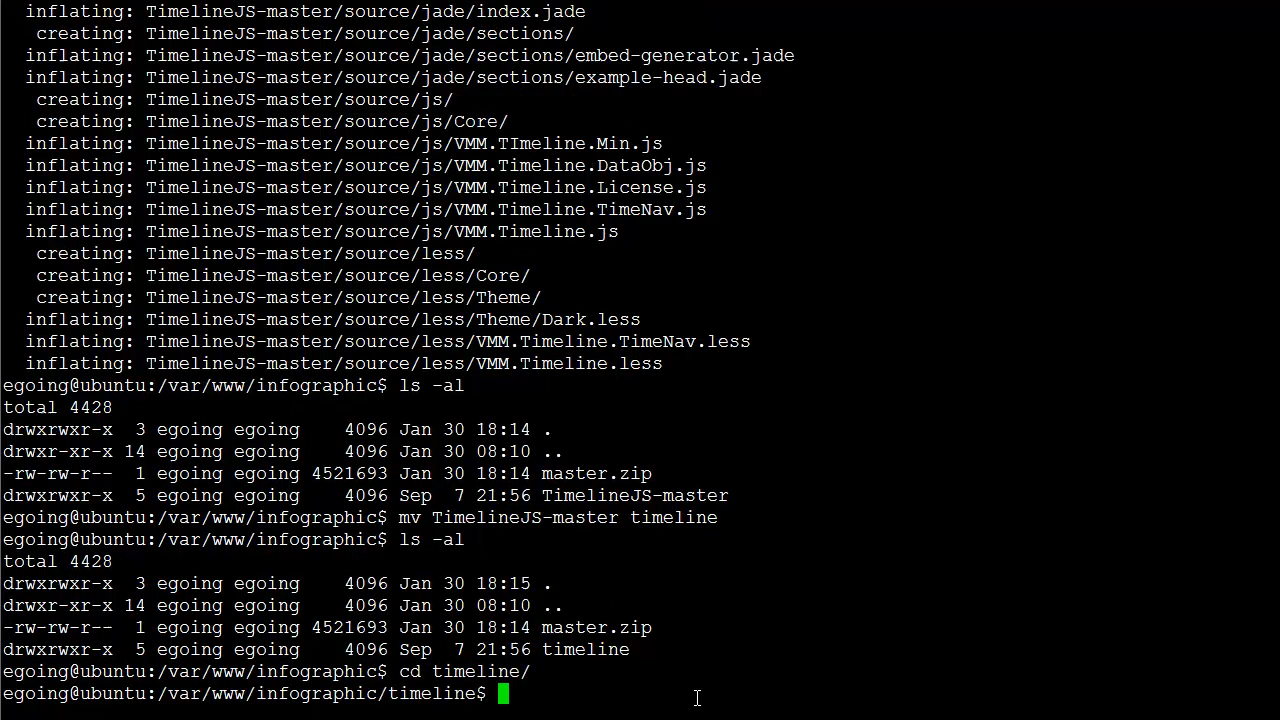 inflating: TimelineJS-master/source/jade/index.jade
creating: TimelineJS-master/source/jade/sections/
inflating: TimelineJS-master/source/jade/sections/embed-generator.jade
inflating: TimelineJS-master/source/jade/sections/example-head.jade
creating: TimelineJS-master/source/js/
creating: TimelineJS-master/source/js/Core/
inflating: TimelineJS-master/source/js/VMM.TImeline.Min.js
inflating: TimelineJS-master/source/js/VMM.Timeline.DataObj.js
inflating: TimelineJS-master/source/js/VMM.Timeline.License.js
inflating: TimelineJS-master/source/js/VMM.Timeline.TimeNav.js
inflating: TimelineJS-master/source/js/VMM.Timeline.js
creating: TimelineJS-master/source/less/
creating: TimelineJS-master/source/less/Core/
creating: TimelineJS-master/source/less/Theme/
inflating: TimelineJS-master/source/less/Theme/Dark.less
inflating: TimelineJS-master/source/less/VMM.Timeline.TimeNav.less
inflating: TimelineJS-master/source/less/VMM.Timeline.less
egoing@ubuntu:/var/www/infographic$ ls -al
total 4428
drwxrwxr-x  3 egoing egoing    4096 Jan 30 18:14 .
drwxr-xr-x 14 egoing egoing    4096 Jan 30 08:10 ..
-rw-rw-r--  1 egoing egoing 4521693 Jan 30 18:14 master.zip
drwxrwxr-x  5 egoing egoing    4096 Sep  7 21:56 TimelineJS-master
egoing@ubuntu:/var/www/infographic$ mv TimelineJS-master timeline
egoing@ubuntu:/var/www/infographic$ ls -al
total 4428
drwxrwxr-x  3 egoing egoing    4096 Jan 30 18:15 .
drwxr-xr-x 14 egoing egoing    4096 Jan 30 08:10 ..
-rw-rw-r--  1 egoing egoing 4521693 Jan 30 18:14 master.zip
drwxrwxr-x  5 egoing egoing    4096 Sep  7 21:56 timeline
egoing@ubuntu:/var/www/infographic$ cd timeline/
egoing@ubuntu:/var/www/infographic/timeline$